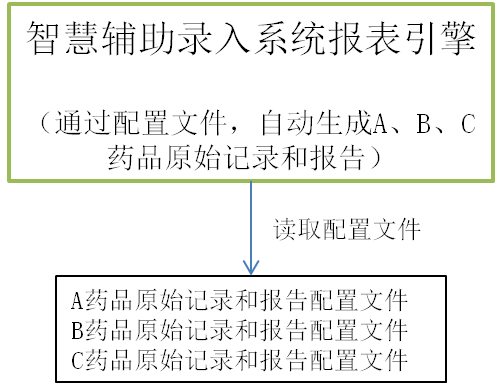 智慧辅助录入系统报表引擎
（通过配置文件，自动生成A、B、C
药品原始记录和报告）
读取配置文件
A药品原始记录和报告配置文件
B药品原始记录和报告配置文件
C药品原始记录和报告配置文件